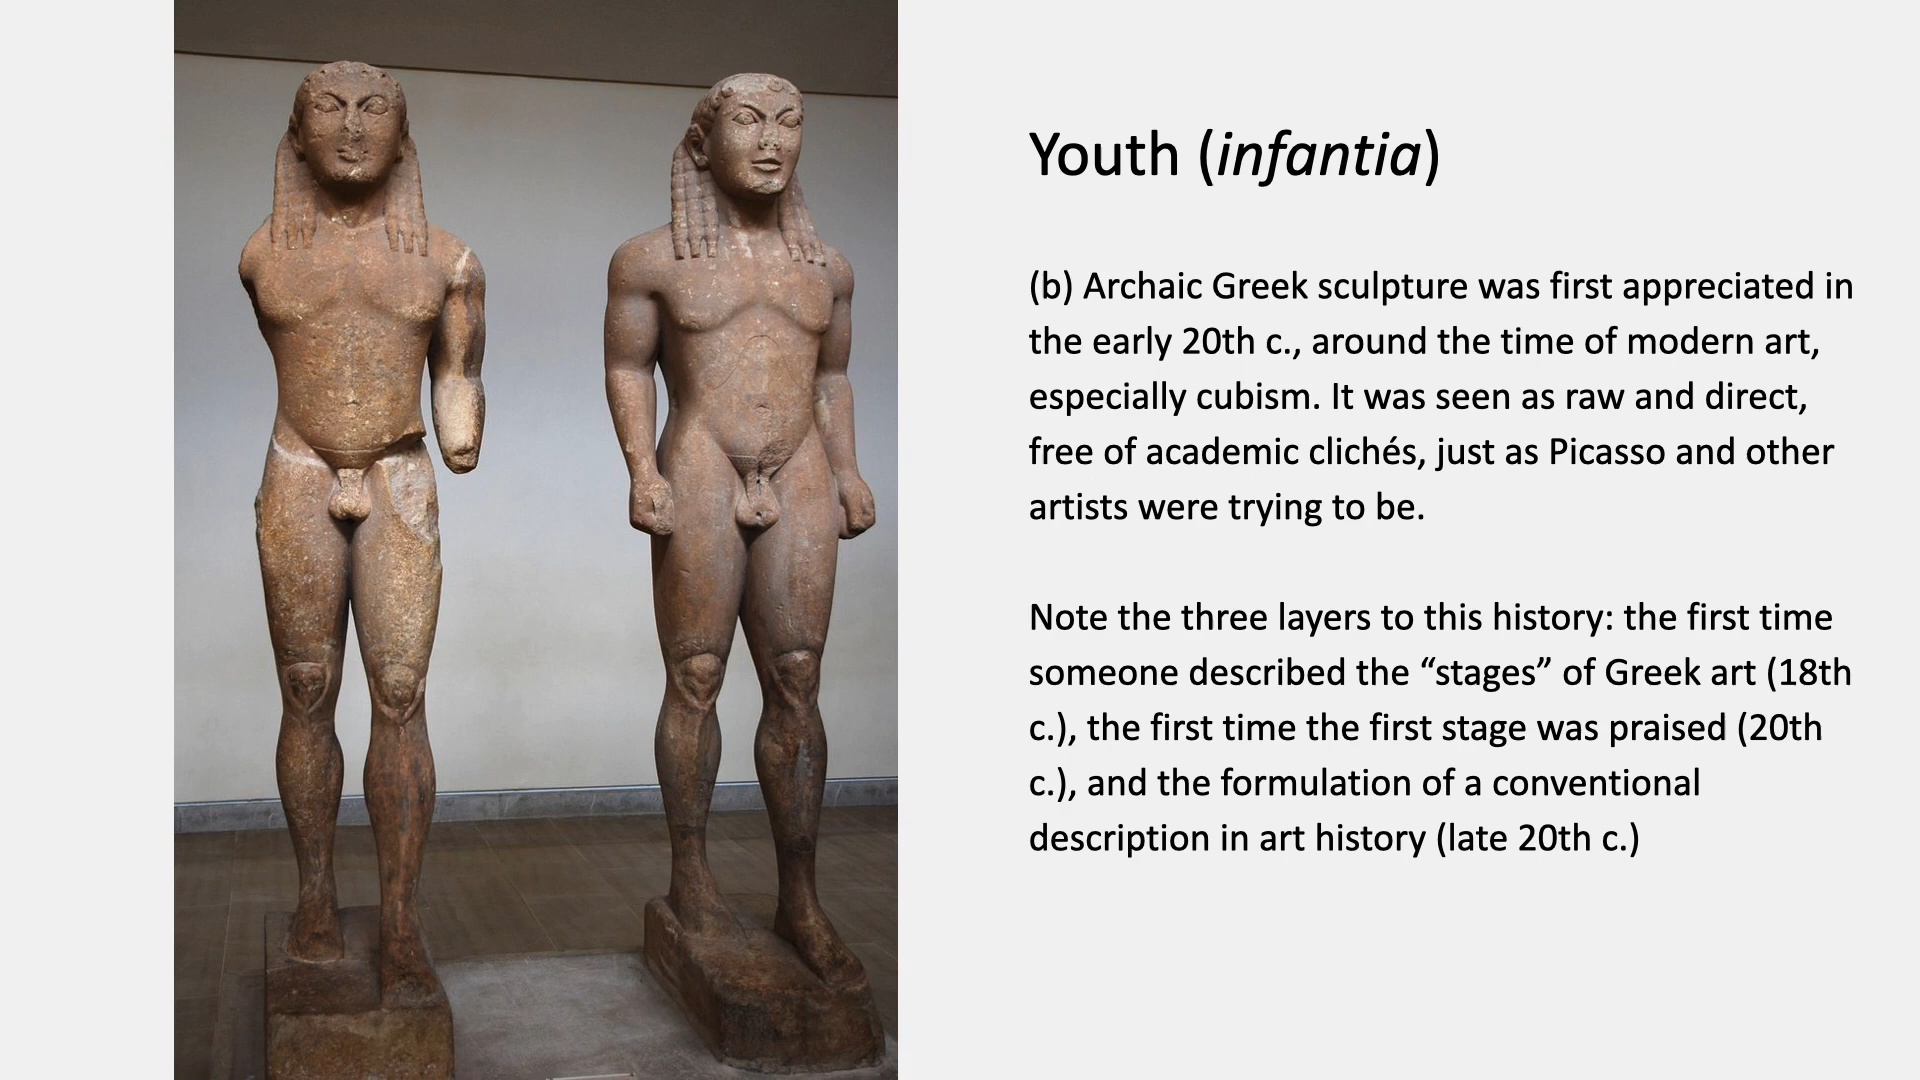 Youth (infantia)
(b) Archaic Greek sculpture was first appreciated in
the early 20th c., around the time of modern art,
especially cubism. It was seen as raw and direct,
free of academic clichés, just as Picasso and other
artists were trying to be.
Note the three layers to this history: the first time
someone described the “stages” of Greek art (18th
c.), the first time the first stage was praised (20th
c.), and the formulation of a conventional
description in art history (late 20th c.)